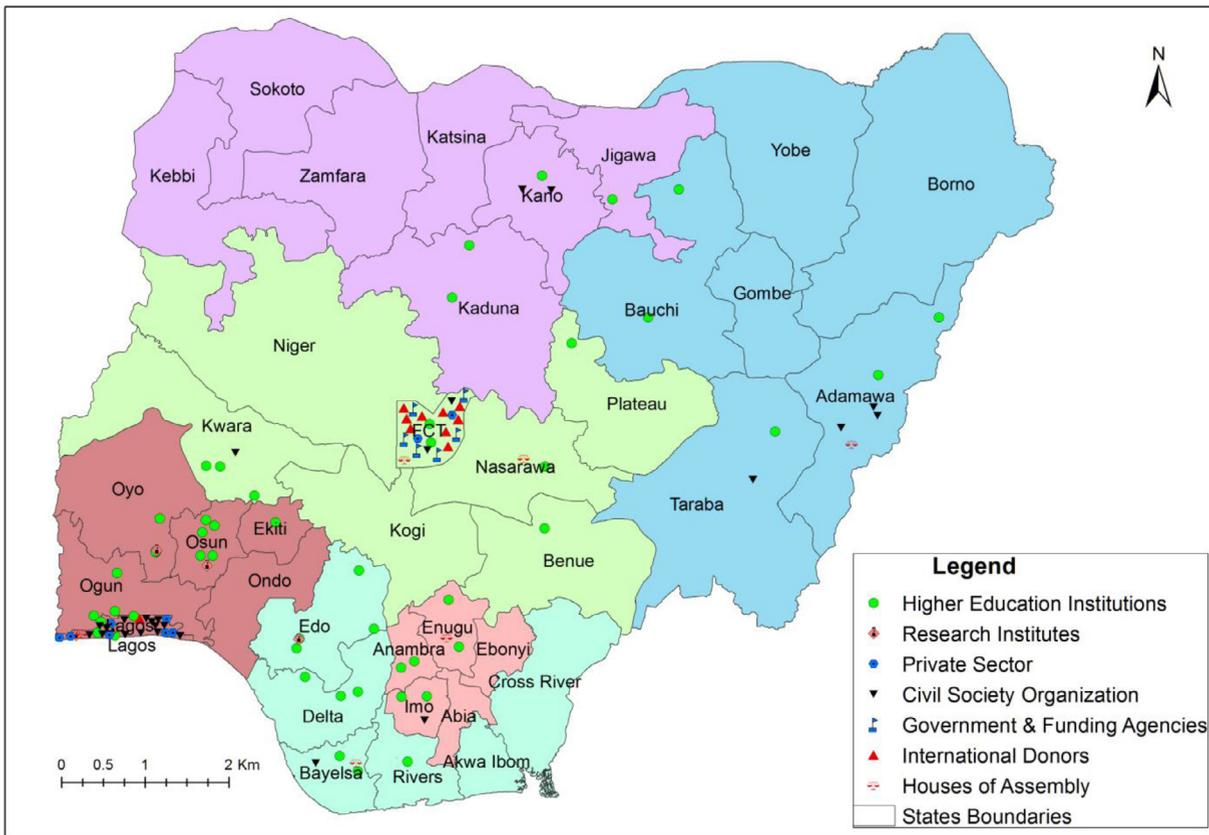 N
Sokoto
Katsina
Jigawa
Yobe
Borno
Kebbi
Zamfara
Kano
Kaduna
Bauchi
Gombe
Niger
Adamawa
Plateau
FCT
Kwara
Nasarawa
Taraba
Oyo
Ekiti
Osun
Kogi
Benue
Ogun
Ondo
Lagos
Lagos
Edo
Enugu
Anambra
Ebonyi
Cross River
Imo
Abia
Delta
Bayelsa
Rivers
Akwa Ibom
0 0.5 1 2 Km
Legend
Higher Education Institutions
Research Institutes
Private Sector
Civil Society Organization
Government & Funding Agencies
International Donors
Houses of Assembly
States Boundaries